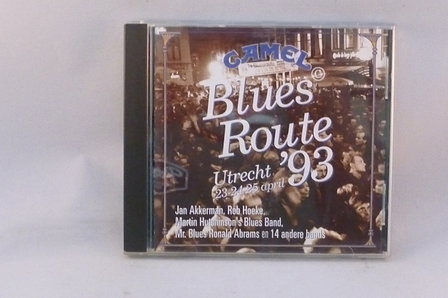 CAMEL
Blues
Route
Utrecht '93
23-24-25 april
Jan Akkerman, Rob Hoeke,
Martin Hutchinson's Blues Band,
Mr. Blues Ronald Abrams en 14 andere bands